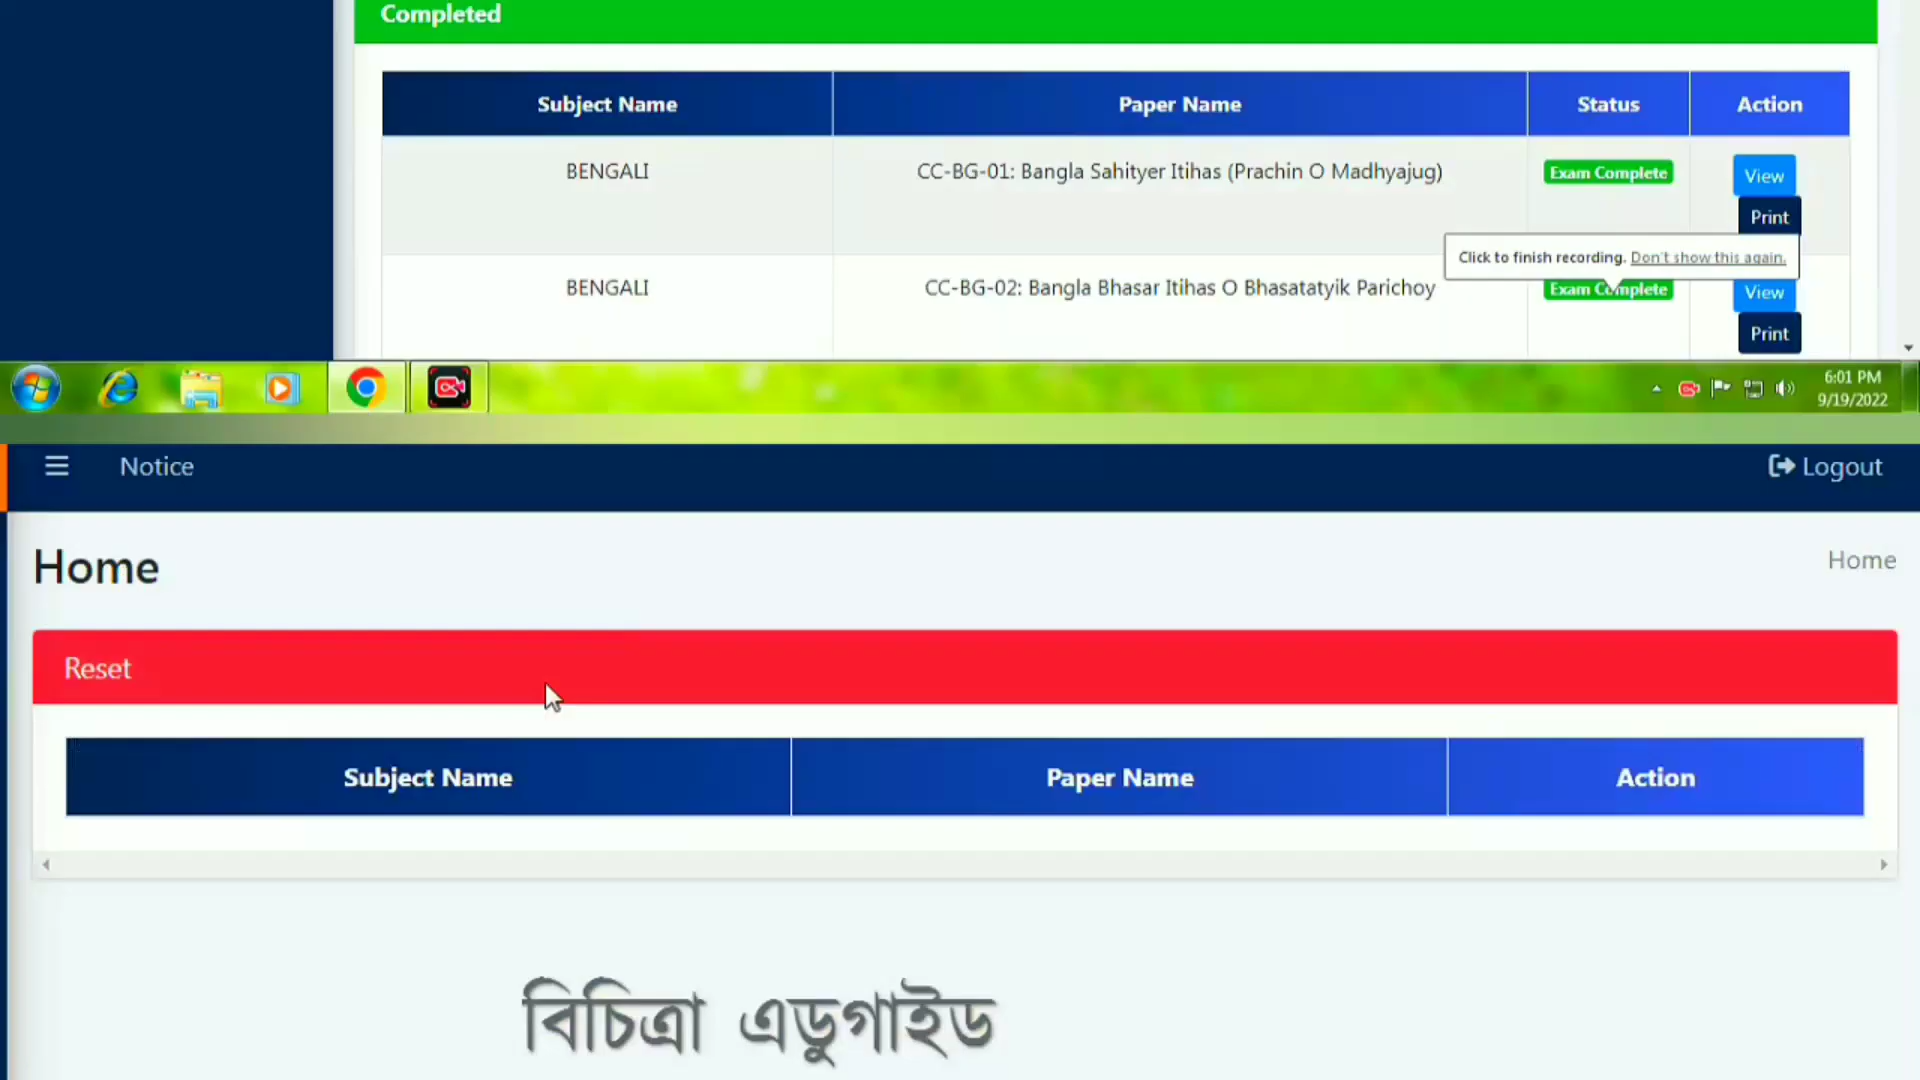 Completed
Subject Name Paper Name Status Action
BENGALI CC-BG-01: Bangla Sahityer Itihas (Prachin O Madhyajug) Exam Complete View
Print
Click to finish recording. Don't show this again.
BENGALI CC-BG-02: Bangla Bhasar Itihas O Bhasatatyik Parichoy Exam Complete View
Print
6:01 PM
9/19/2022
Notice Logout
Home Home
Reset
Subject Name Paper Name Action
বিচিত্রা এডুগাইড